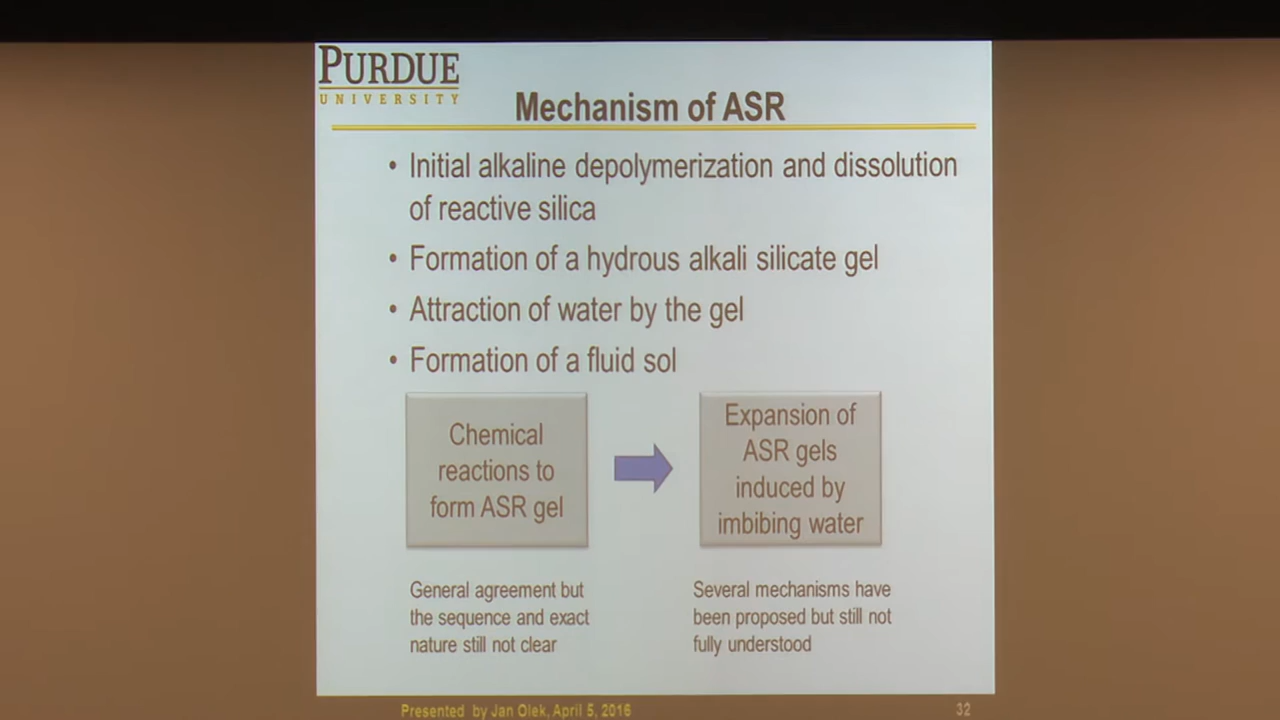 PURDUE
UNIVERSITY
Mechanism of ASR
• Initial alkaline depolymerization and dissolution
of reactive silica
• Formation of a hydrous alkali silicate gel
• Attraction of water by the gel
• Formation of a fluid sol
Chemical
reactions to
form ASR gel
Expansion of
ASR gels
induced by
imbibing water
General agreement but
the sequence and exact
nature still not clear
Several mechanisms have
been proposed but still not
fully understood
Presented by Jan Olek, April 5, 2016
32